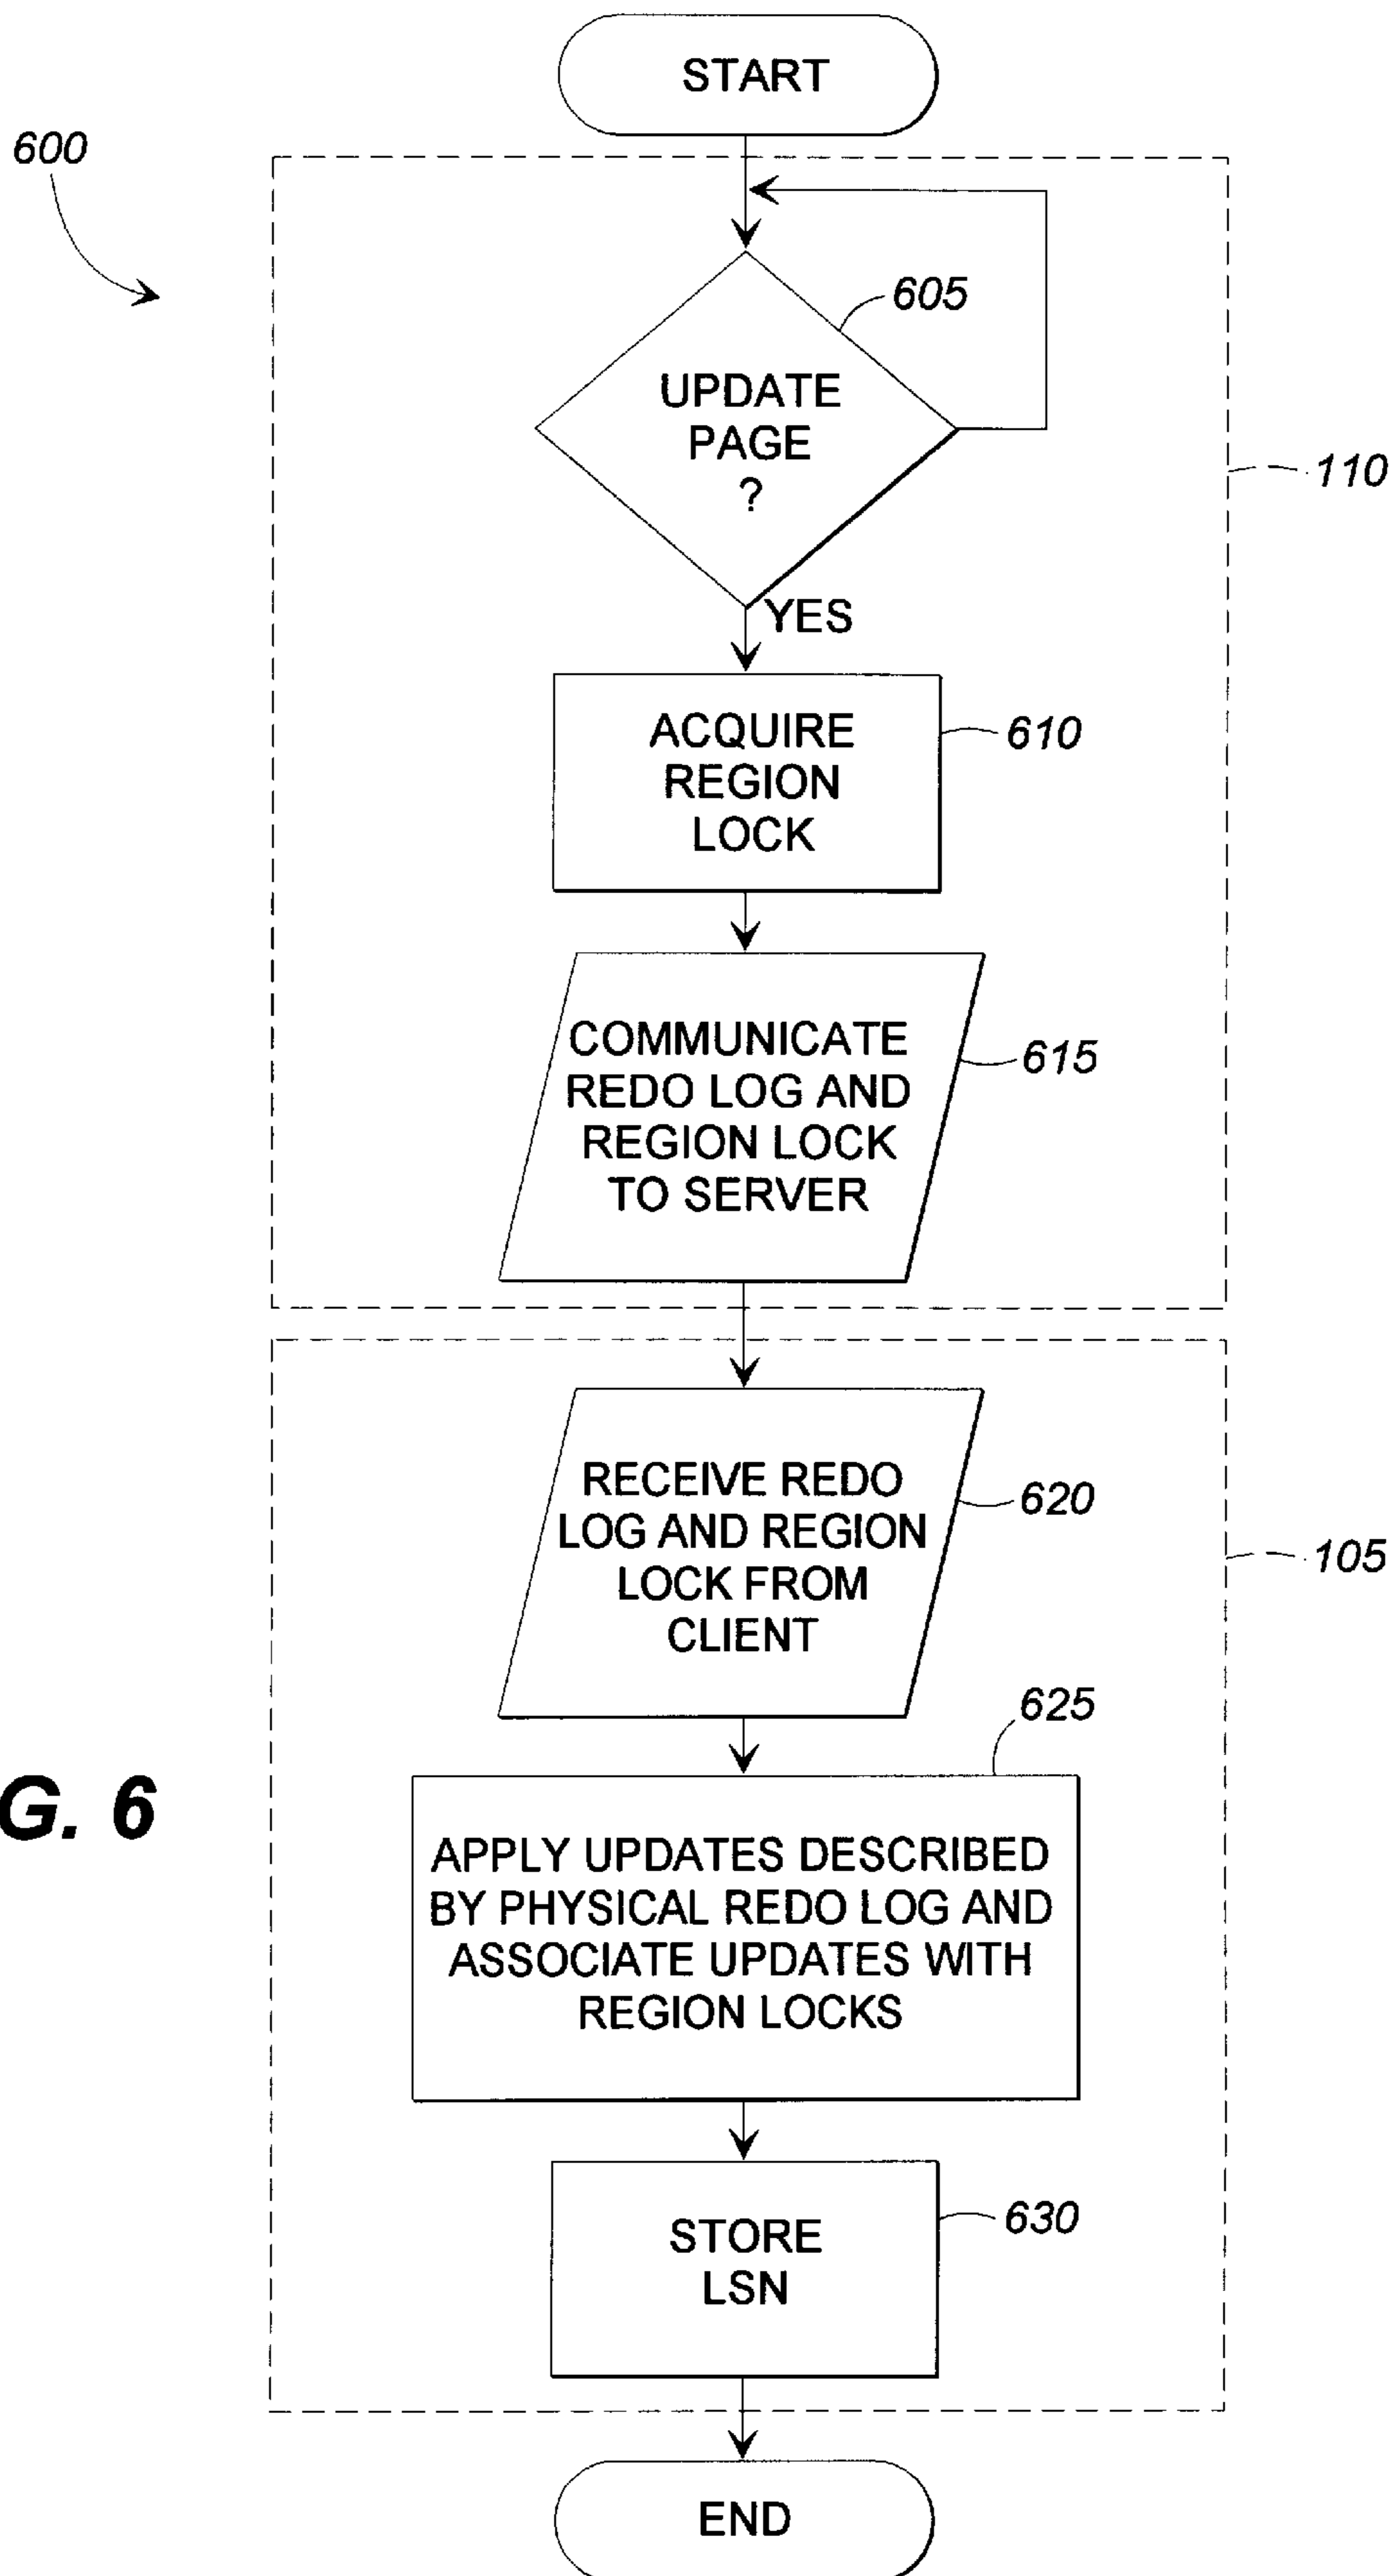 START
600
605
UPDATE
PAGE
?
110
YES
ACQUIRE
REGION
LOCK
610
COMMUNICATE
REDO LOG AND
REGION LOCK
TO SERVER
615
RECEIVE REDO
LOG AND REGION
LOCK FROM
CLIENT
620
105
625
G. 6
APPLY UPDATES DESCRIBED
BY PHYSICAL REDO LOG AND
ASSOCIATE UPDATES WITH
REGION LOCKS
STORE
LSN
630
END